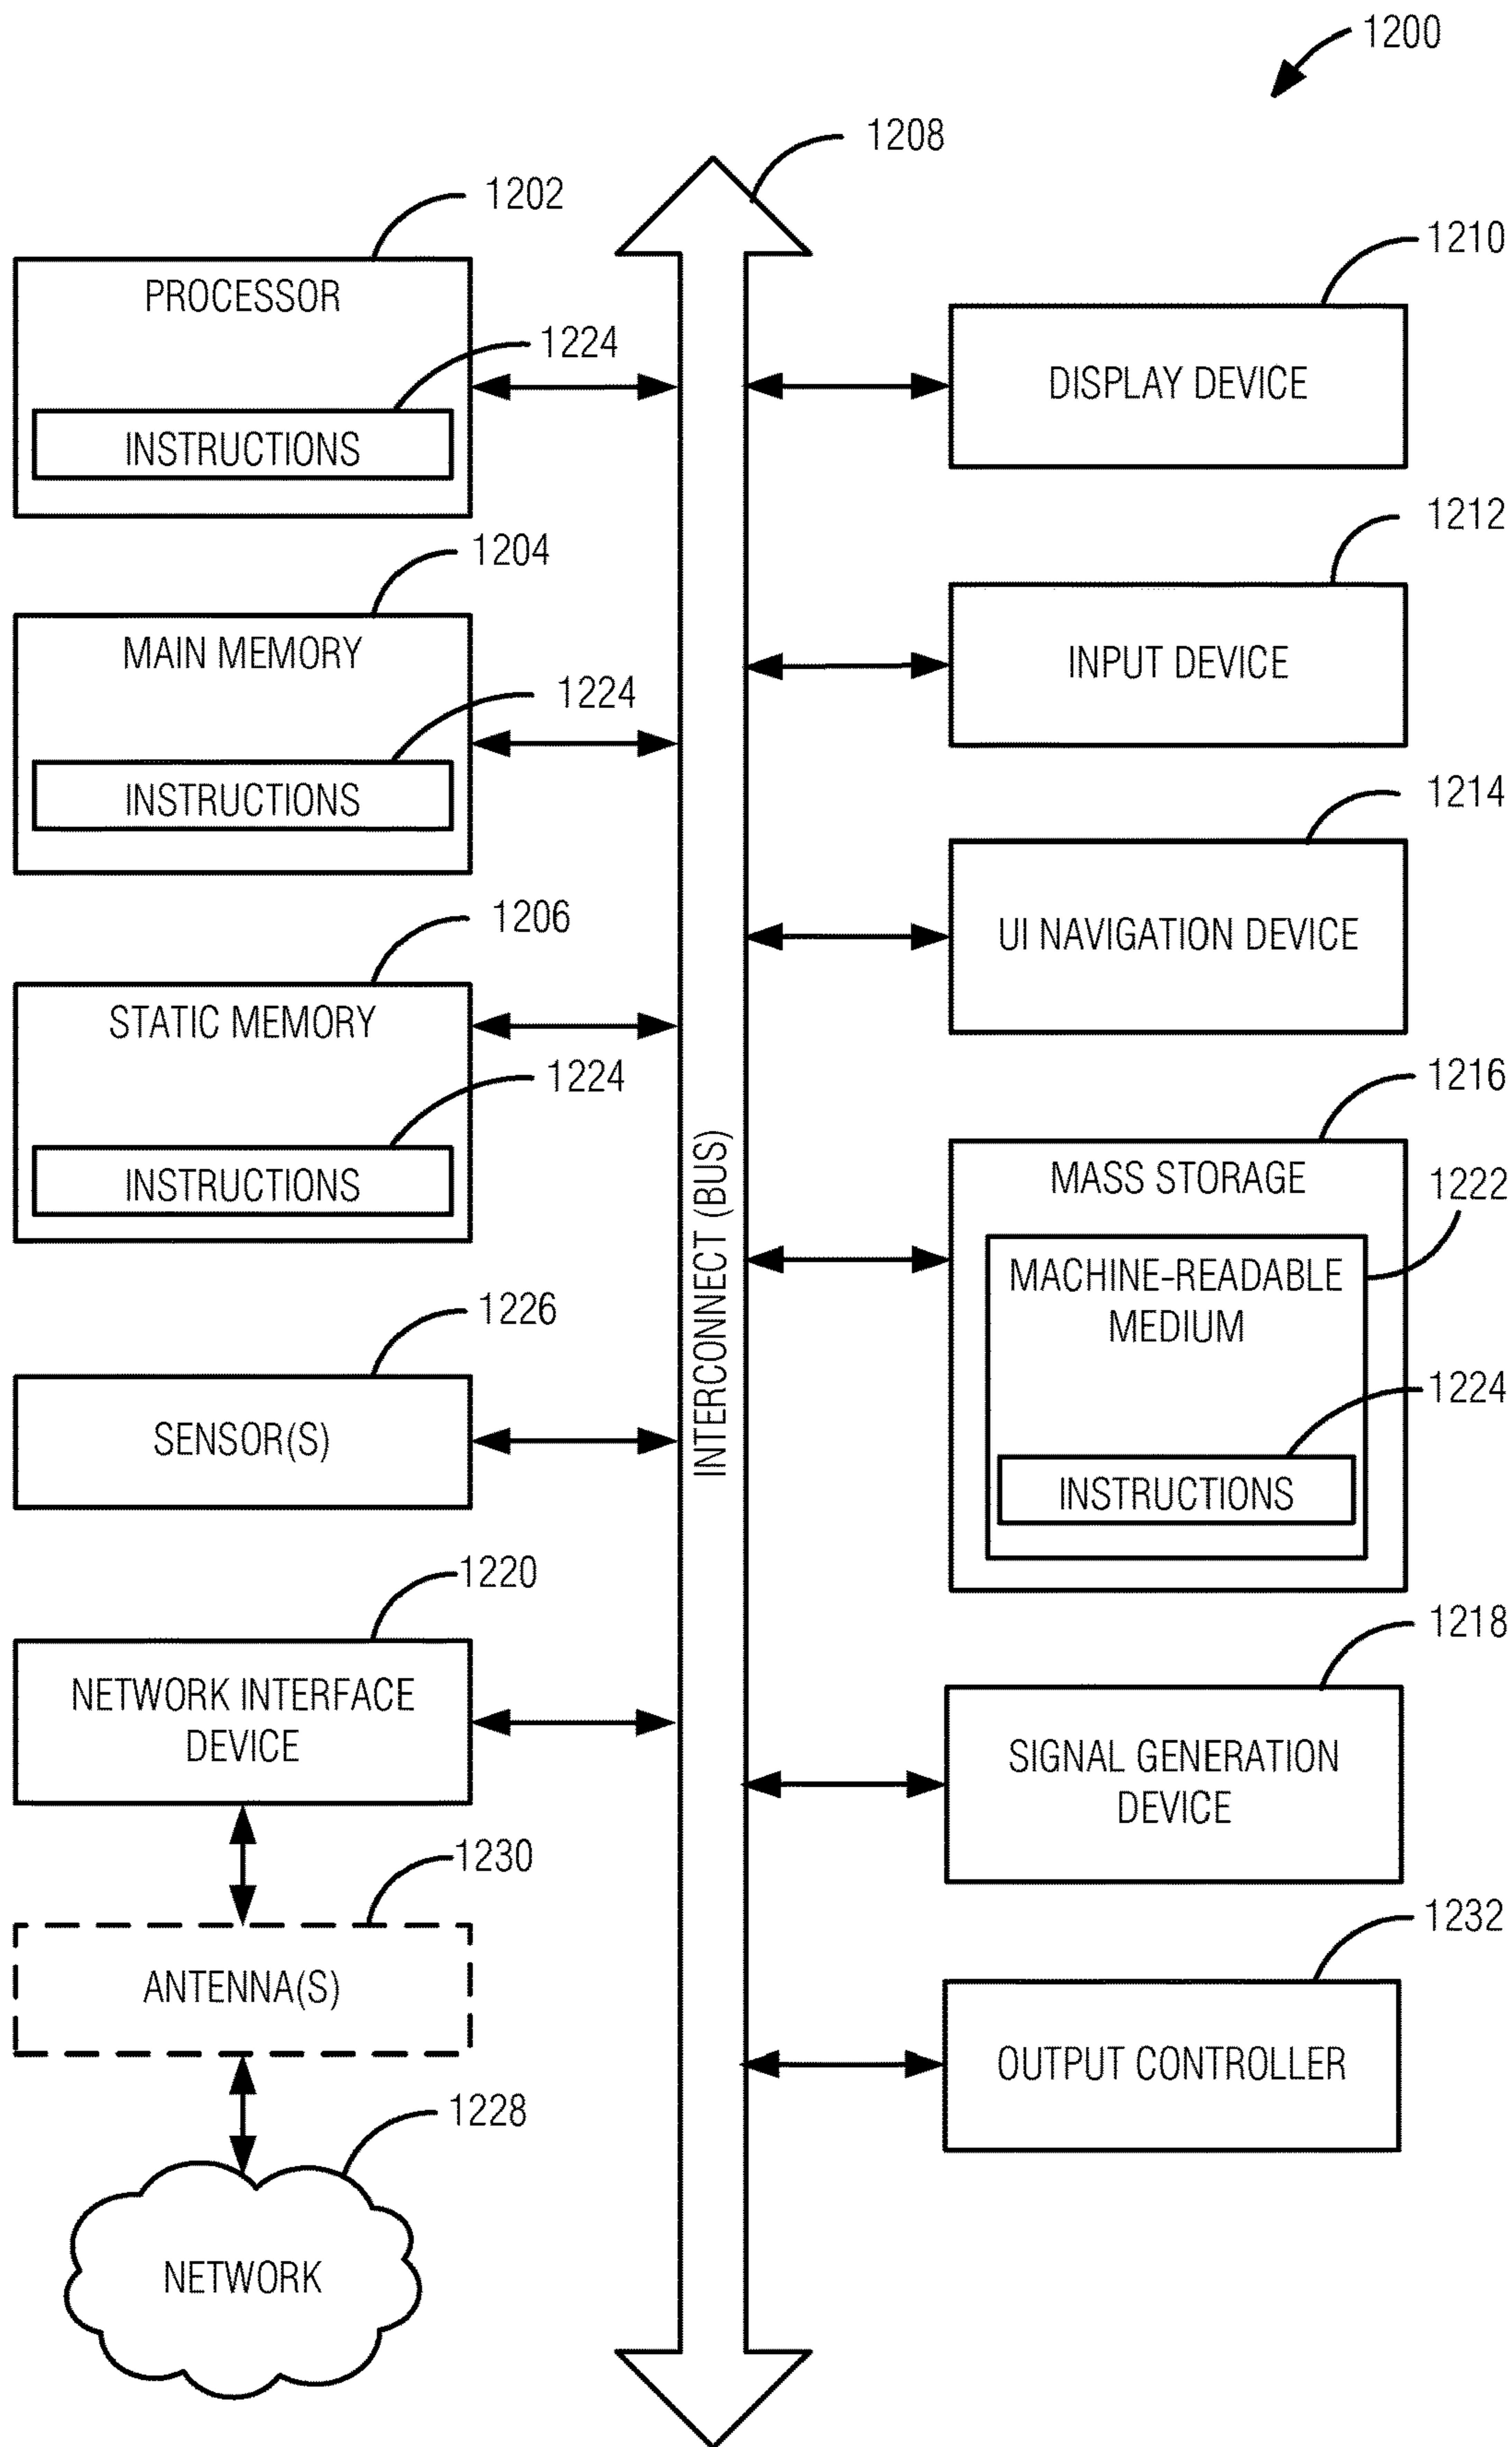 1200
1208
1202
PROCESSOR
1224
INSTRUCTIONS
1204
MAIN MEMORY
1224
INSTRUCTIONS
1206
STATIC MEMORY
1224
INSTRUCTIONS
1226
SENSOR(S)
1220
NETWORK INTERFACE
DEVICE
1230
ANTENNA(S)
1228
NETWORK
INTERCONNECT (BUS)
1210
DISPLAY DEVICE
1212
INPUT DEVICE
1214
UI NAVIGATION DEVICE
1216
MASS STORAGE
1222
MACHINE-READABLE
MEDIUM
1224
INSTRUCTIONS
1218
SIGNAL GENERATION
DEVICE
1232
OUTPUT CONTROLLER